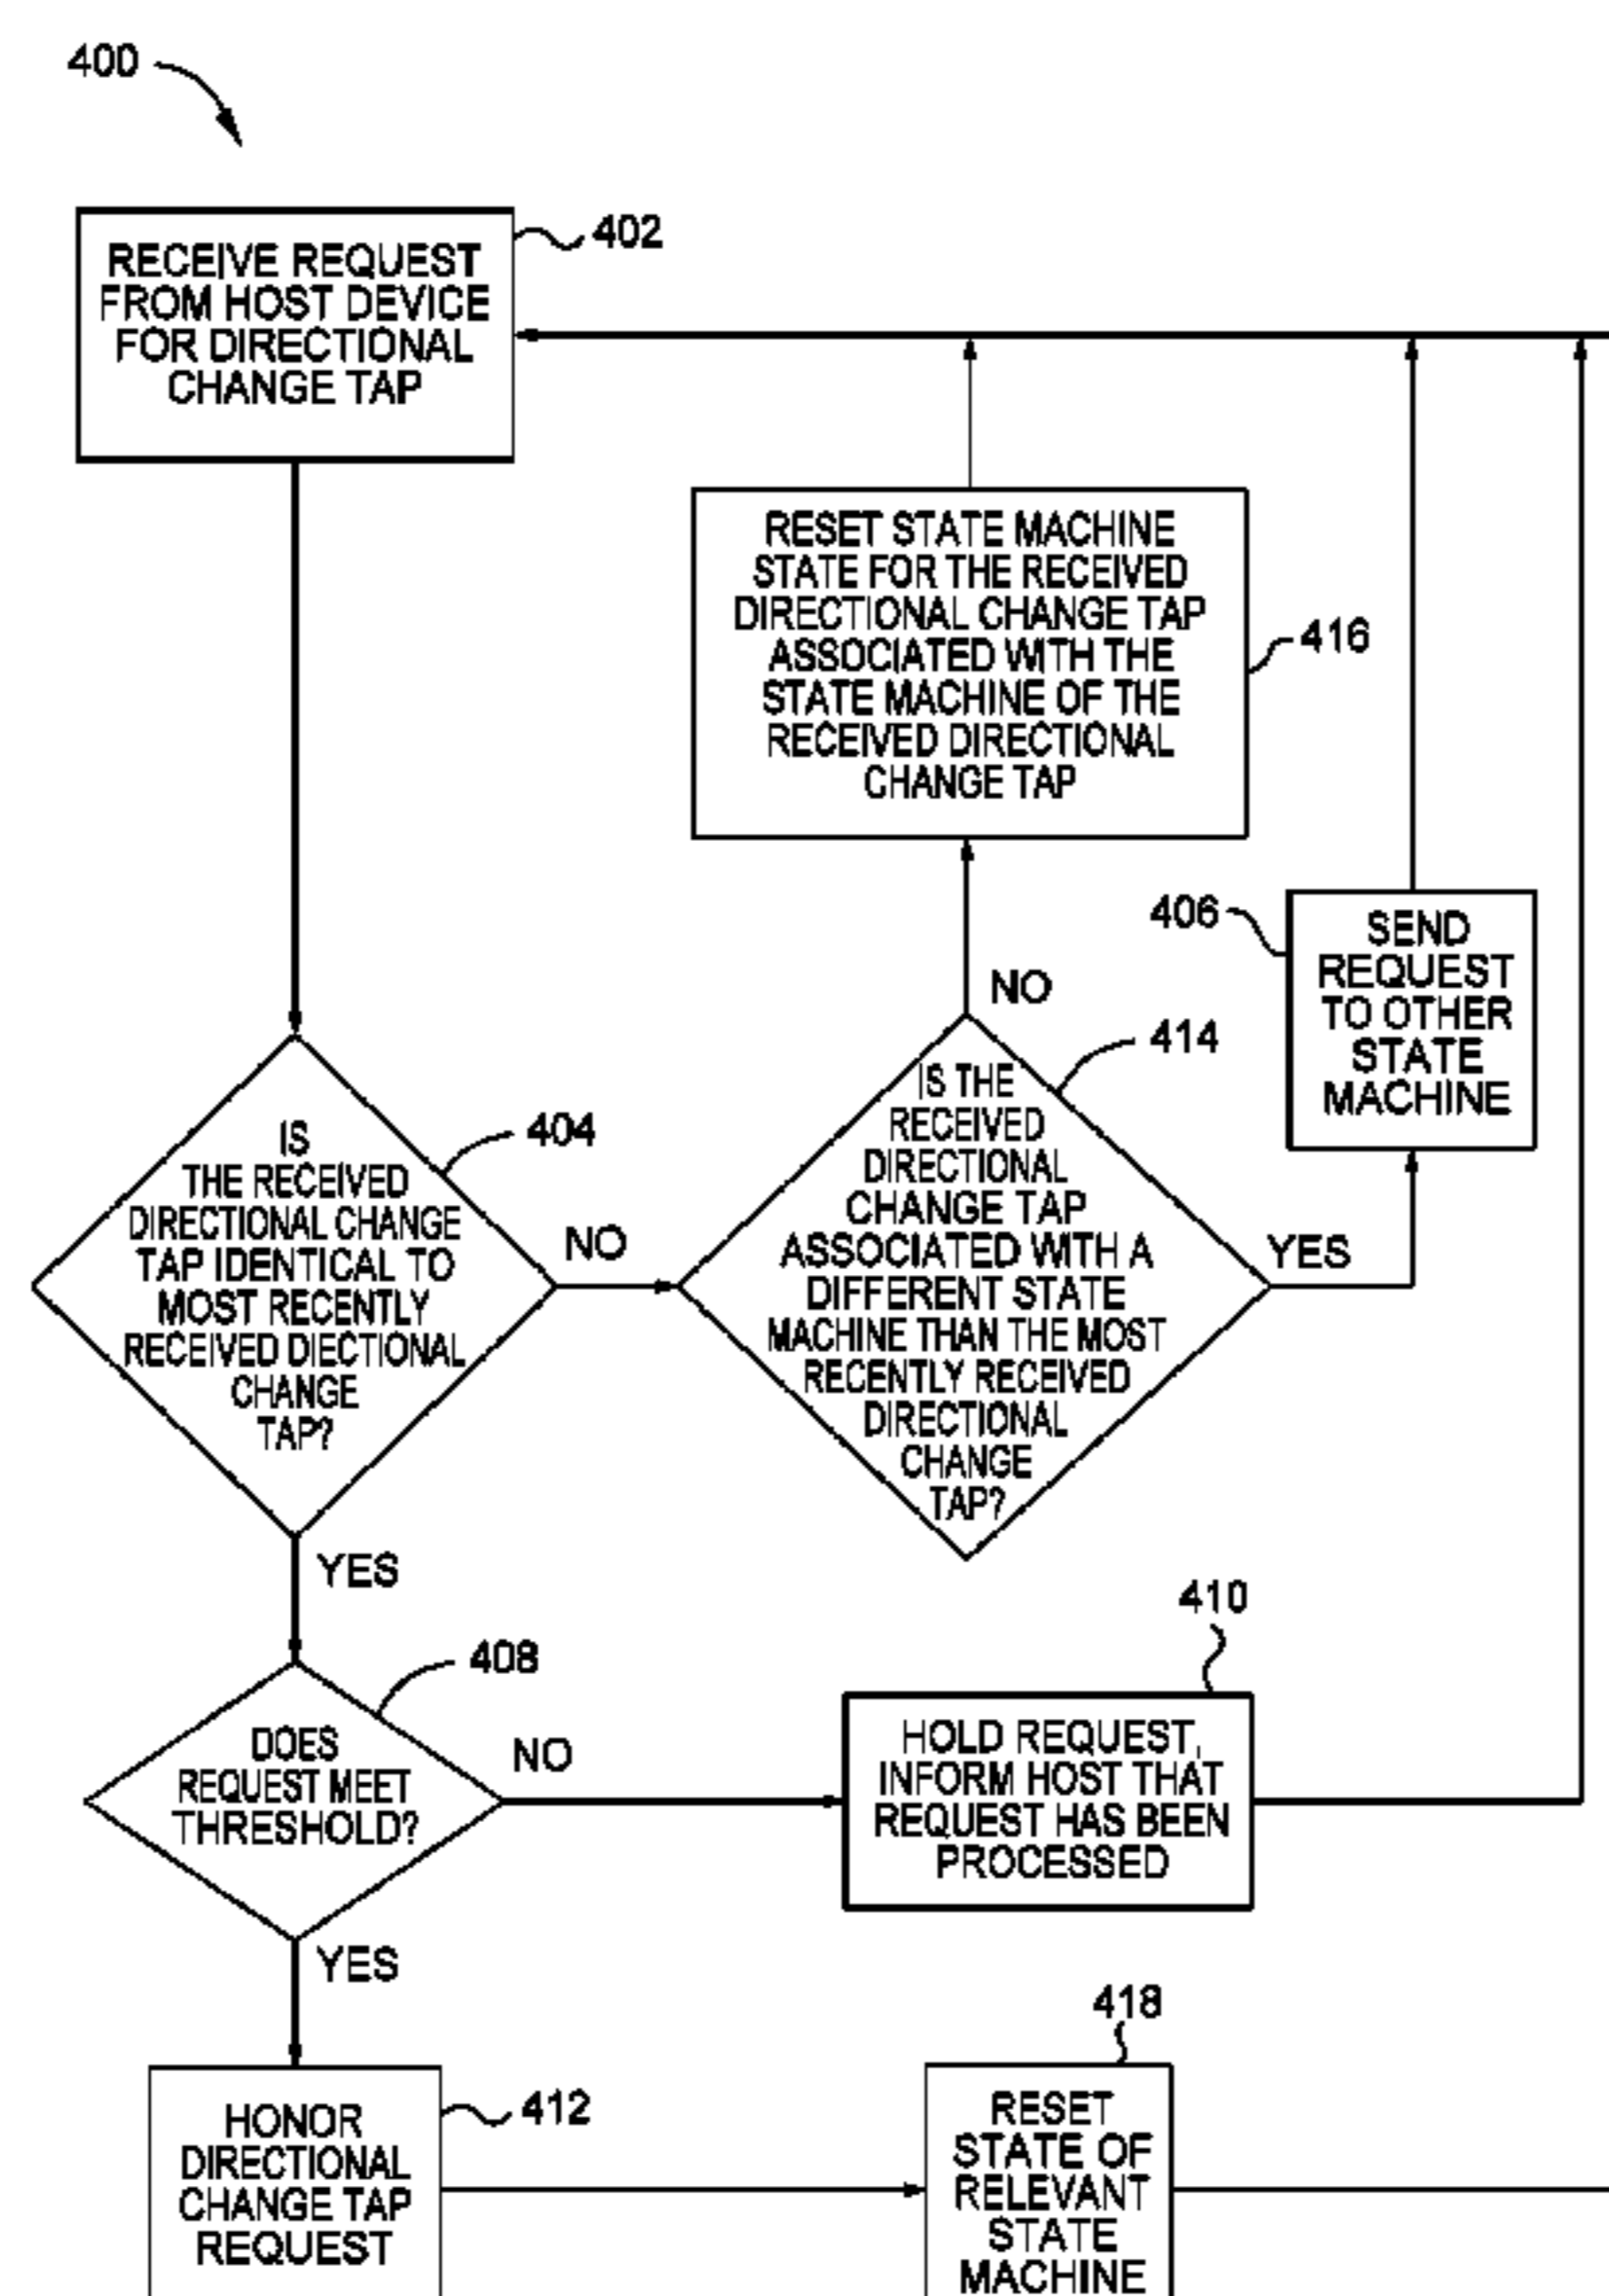 400
402
RECEIVE REQUEST
FROM HOST DEVICE
FOR DIRECTIONAL
CHANGE TAP
RESET STATE MACHINE
STATE FOR THE RECEIVED
DIRECTIONAL CHANGE TAP
ASSOCIATED WITH THE
STATE MACHINE OF THE
RECEIVED DIRECTIONAL
CHANGE TAP
416
406
SEND
REQUEST
TO OTHER
STATE
MACHINE
NO
414
IS THE
RECEIVED
DIRECTIONAL
CHANGE TAP
ASSOCIATED WITH A
DIFFERENT STATE
MACHINE THAN THE MOST
RECENTLY RECEIVED
DIRECTIONAL
CHANGE
TAP?
YES
404
IS
THE RECEIVED
DIRECTIONAL CHANGE
TAP IDENTICAL TO
MOST RECENTLY
RECEIVED DIECTIONAL
CHANGE
TAP?
NO
YES
408
DOES
REQUEST MEET
THRESHOLD?
NO
410
HOLD REQUEST,
INFORM HOST THAT
REQUEST HAS BEEN
PROCESSED
YES
412
HONOR
DIRECTIONAL
CHANGE TAP
REQUEST
418
RESET
STATE OF
RELEVANT
STATE
MACHINE